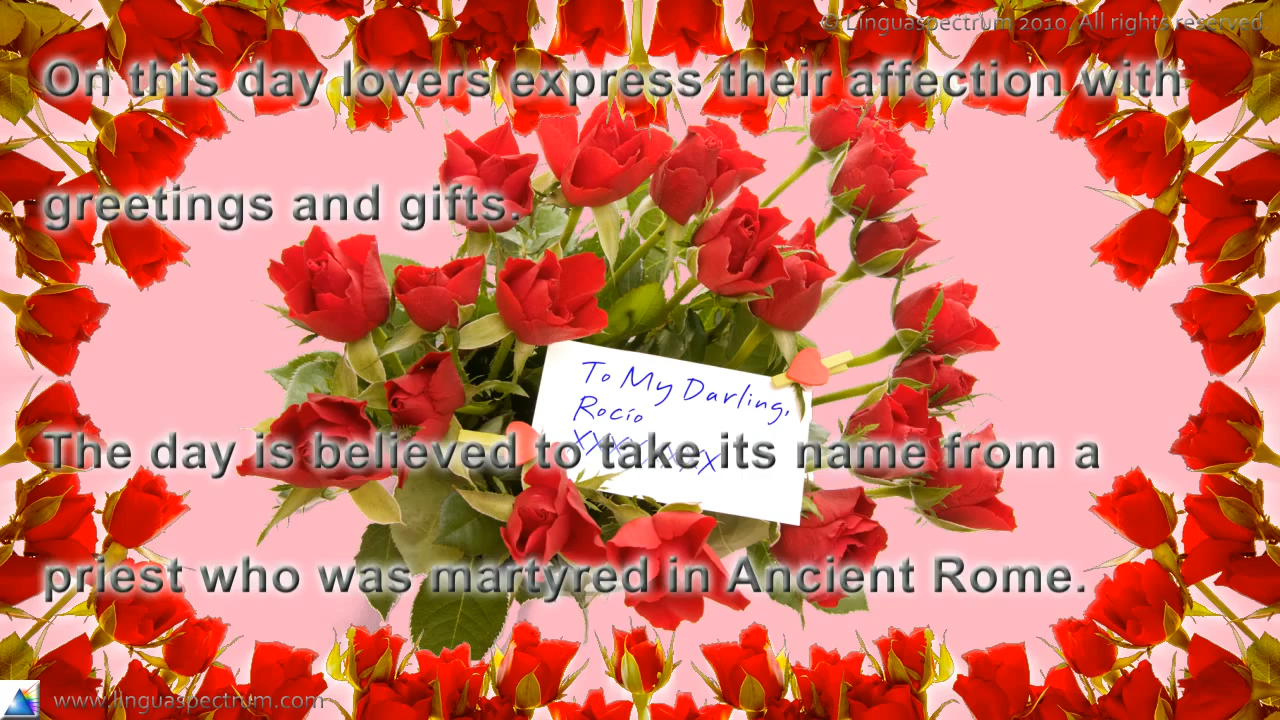 © Linguaspectrum 2010. All rights reserved
On this day lovers express their affection with
greetings and gifts.
To My Darling,
Rocío
The day is believed to take its name from a
priest who was martyred in Ancient Rome.
www.linguaspectrum.com